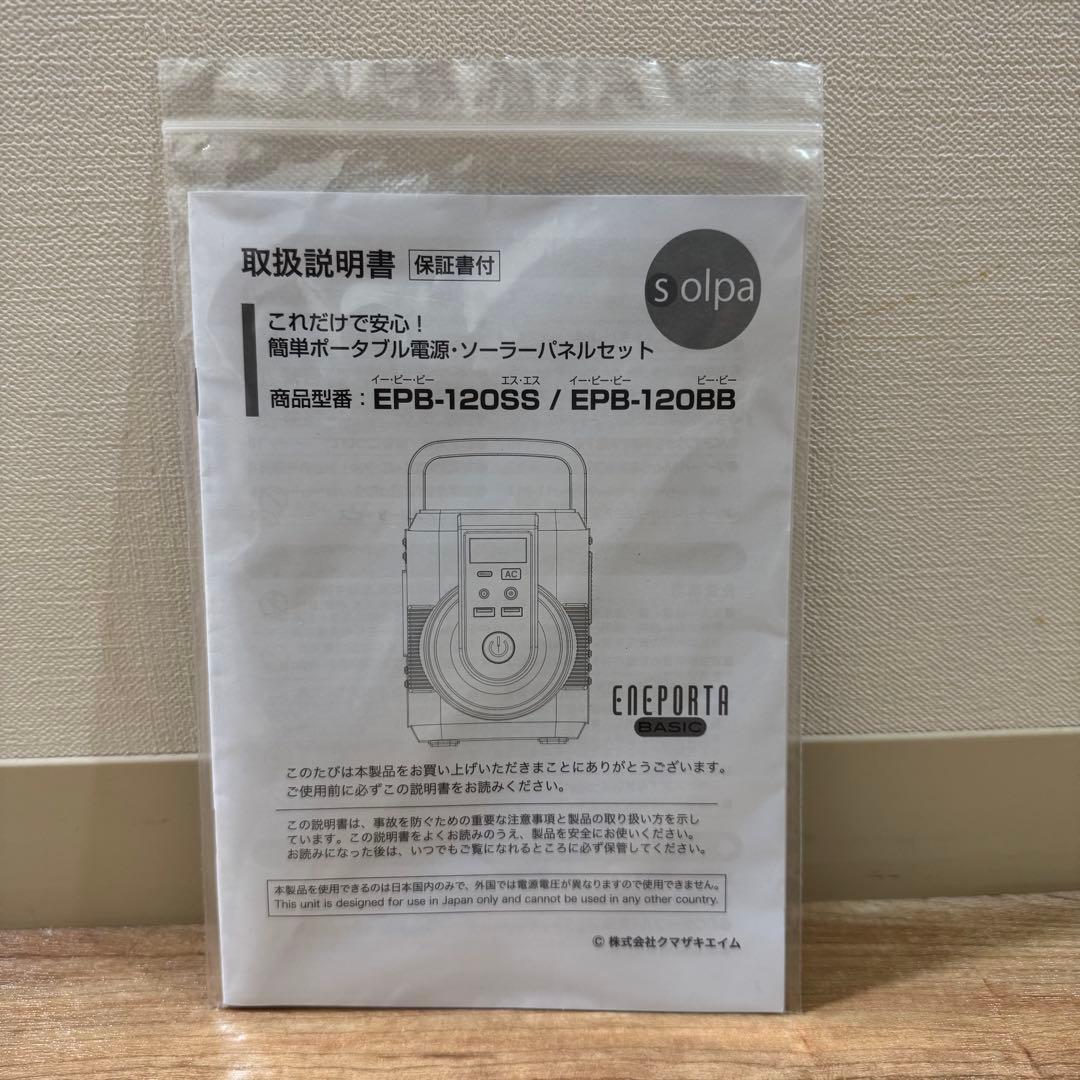 取扱説明書 保証書付
solpa
これだけで安心！
簡単ポータブル電源・ソーラーパネルセット
イー・ピー・ビー エス・エス イー・ピー・ビー ビー・ビー
商品型番：EPB-120SS / EPB-120BB
AC
ENEPORTA
BASIC
このたびは本製品をお買い上げいただきまことにありがとうございます。
ご使用前に必ずこの説明書をお読みください。
この説明書は、事故を防ぐための重要な注意事項と製品の取り扱い方を示し
ています。この説明書をよくお読みのうえ、製品を安全にお使いください。
お読みになった後は、いつでもご覧になれるところに必ず保管してください。
本製品を使用できるのは日本国内のみで、外国では電源電圧が異なりますので使用できません。
This unit is designed for use in Japan only and cannot be used in any other country.
© 株式会社クマザキエイム